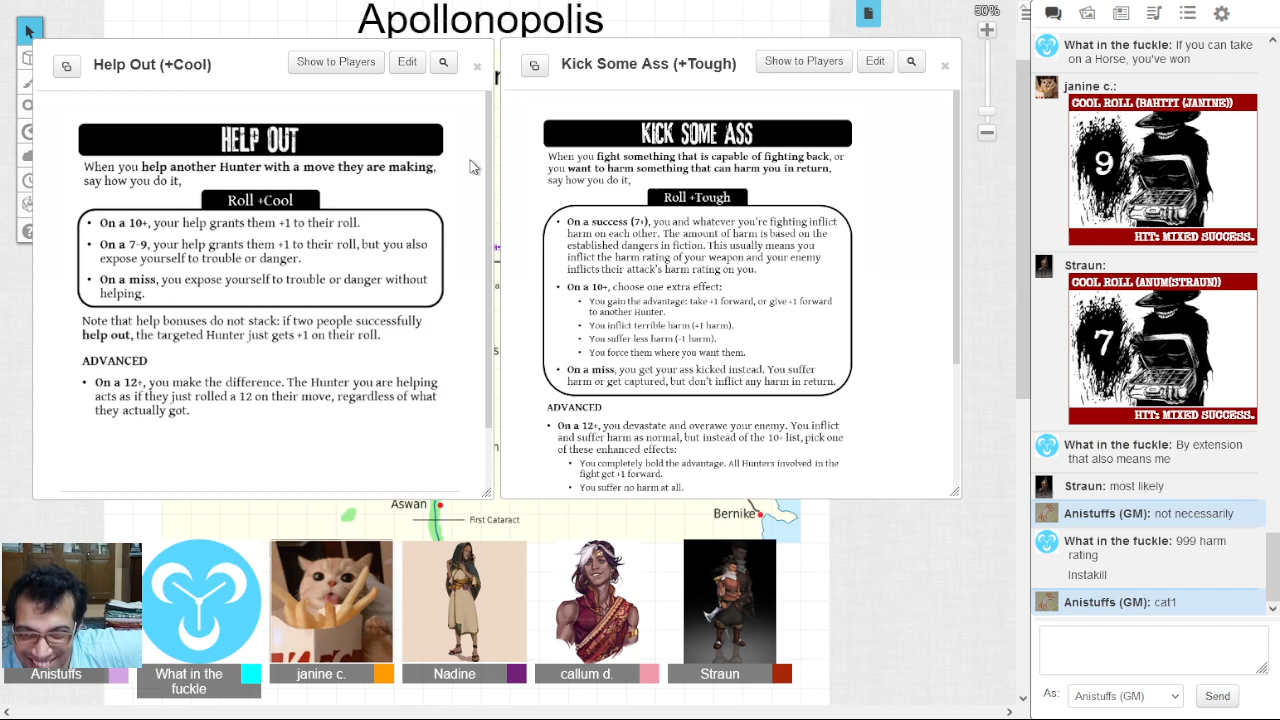 Apollonopolis
50%
Help Out (+Cool)
Show to Players
Edit
HELP OUT
When you help another Hunter with a move they are making,
say how you do it,
Roll +Cool
• On a 10+, your help grants them +1 to their roll.
• On a 7-9, your help grants them +1 to their roll, but you also
expose yourself to trouble or danger.
• On a miss, you expose yourself to trouble or danger without
helping.
Note that help bonuses do not stack: if two people successfully
help out, the targeted Hunter just gets +1 on their roll.
ADVANCED
• On a 12+, you make the difference. The Hunter you are helping
acts as if they just rolled a 12 on their move, regardless of what
they actually got.
Kick Some Ass (+Tough)
Show to Players
Edit
KICK SOME ASS
When you fight something that is capable of fighting back, or
you want to harm something that can harm you in return,
say how you do it,
Roll +Tough
• On a success (7+), you and whatever you're fighting inflict
harm on each other. The amount of harm is based on the
established dangers in fiction. This usually means you
inflict the harm rating of your weapon and your enemy
inflicts their attack's harm rating on you.
• On a 10+, choose one extra effect:
• You gain the advantage: take +1 forward, or give +1 forward
to another Hunter.
• You inflict terrible harm (+1 harm).
• You suffer less harm (-1 harm).
• You force them where you want them.
• On a miss, you get your ass kicked instead. You suffer
harm or get captured, but don't inflict any harm in return.
ADVANCED
• On a 12+, you devastate and overawe your enemy. You inflict
and suffer harm as normal, but instead of the 10+ list, pick one
of these enhanced effects:
• You completely hold the advantage. All Hunters involved in the
fight get +1 forward.
• You suffer no harm at all.
Aswan
First Cataract
Bernike
Anistuffs
What in the
fuckle
janine c.
Nadine
callum d.
Straun
What in the fuckle: If you can take
on a Horse, you've won
janine c.:
COOL ROLL (BAHITI (JANINE))
9
HIT: MIXED SUCCESS.
Straun:
COOL ROLL (ANUM(STRAUN))
7
HIT: MIXED SUCCESS.
What in the fuckle: By extension
that also means me
Straun: most likely
Anistuffs (GM): not necessarily
What in the fuckle: 999 harm
rating
Instakill
Anistuffs (GM): cat1
As:
Anistuffs (GM)
Send